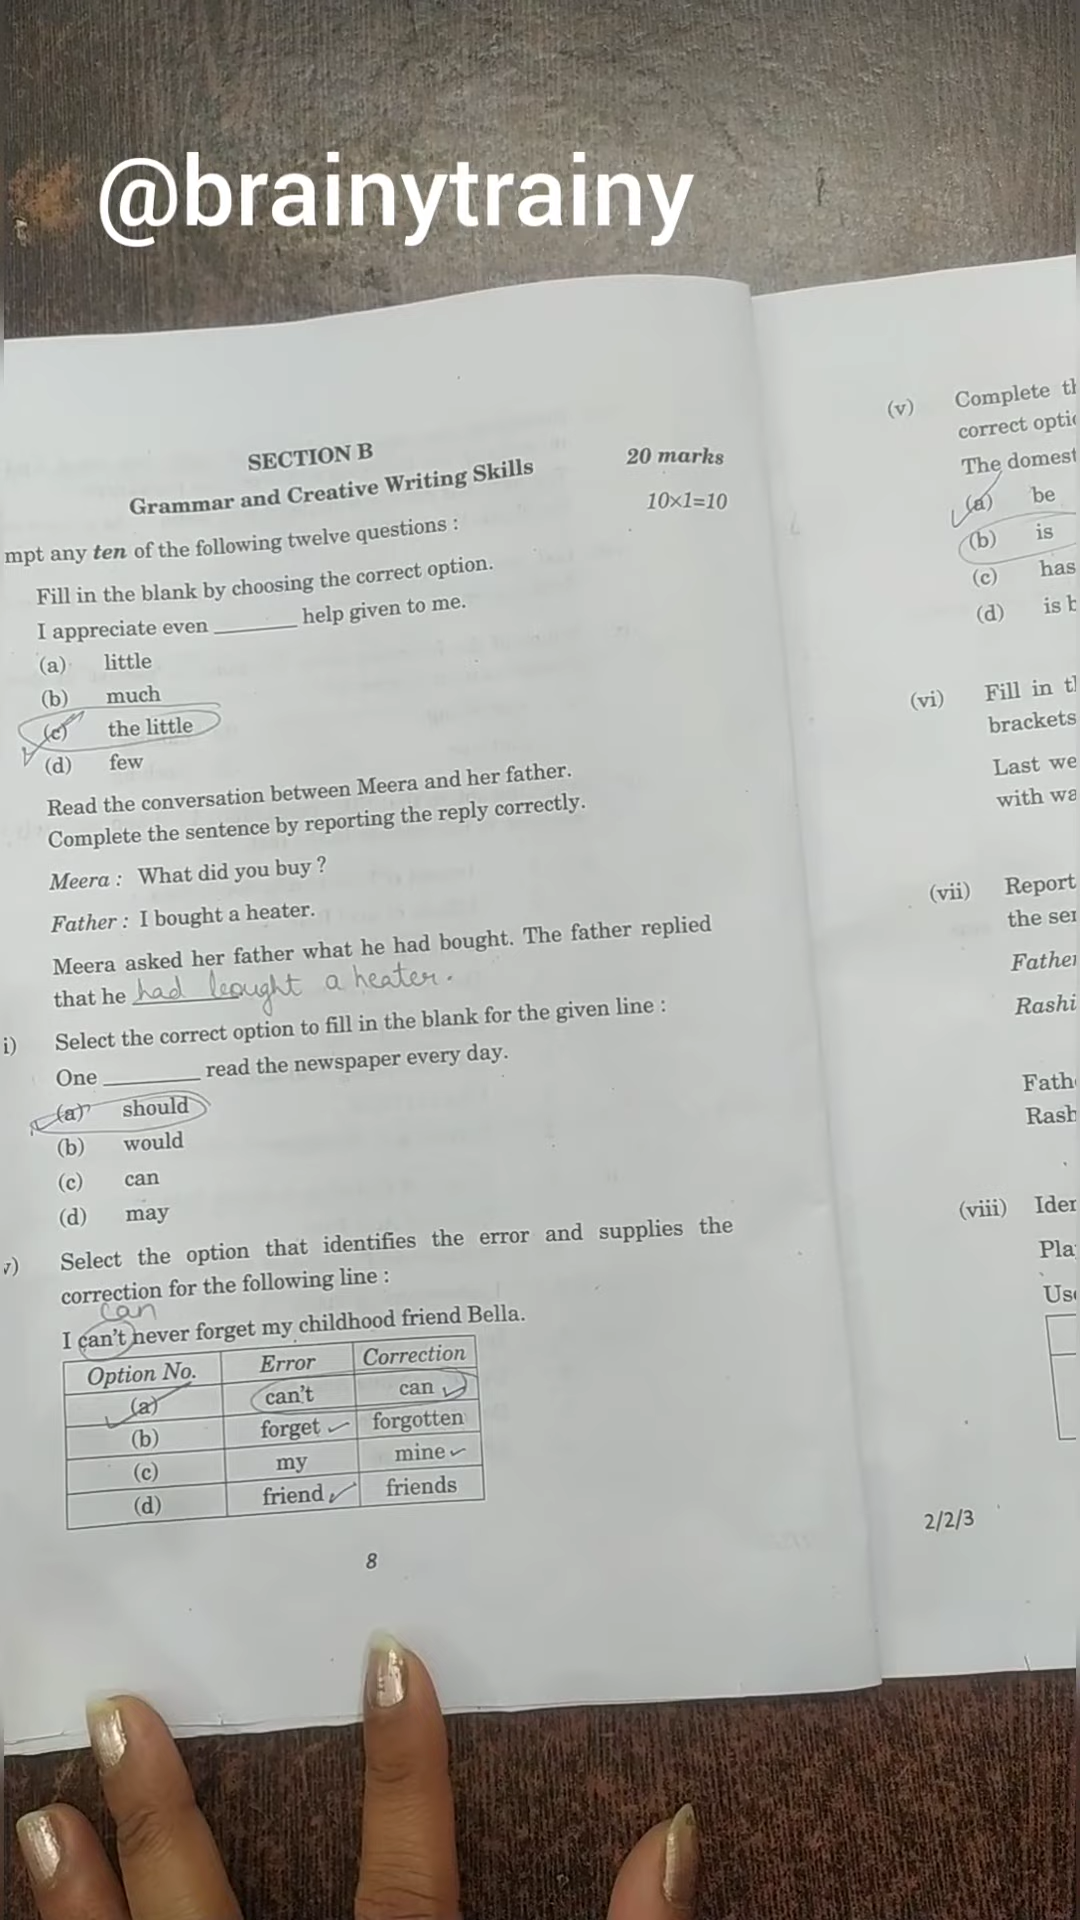 @brainytrainy
SECTION B
20 marks
Grammar and Creative Writing Skills
10×1=10
mpt any ten of the following twelve questions :
Fill in the blank by choosing the correct option.
I appreciate even ________ help given to me.
(a) little
(b) much
(c) the little
(d) few
Read the conversation between Meera and her father.
Complete the sentence by reporting the reply correctly.
Meera : What did you buy ?
Father : I bought a heater.
Meera asked her father what he had bought. The father replied
that he had bought a heater.
i) Select the correct option to fill in the blank for the given line :
One ________ read the newspaper every day.
(a) should
(b) would
(c) can
(d) may
v) Select the option that identifies the error and supplies the
correction for the following line :
can
I can't never forget my childhood friend Bella.
Option No. Error Correction
(a) can't can
(b) forget forgotten
(c) my mine
(d) friend friends
8
(v) Complete th
correct optio
The domest
(a) be
(b) is
(c) has
(d) is b
(vi) Fill in t
brackets
Last we
with wa
(vii) Report
the ser
Father
Rashi
Fath
Rash
(viii) Iden
Pla
Us
2/2/3